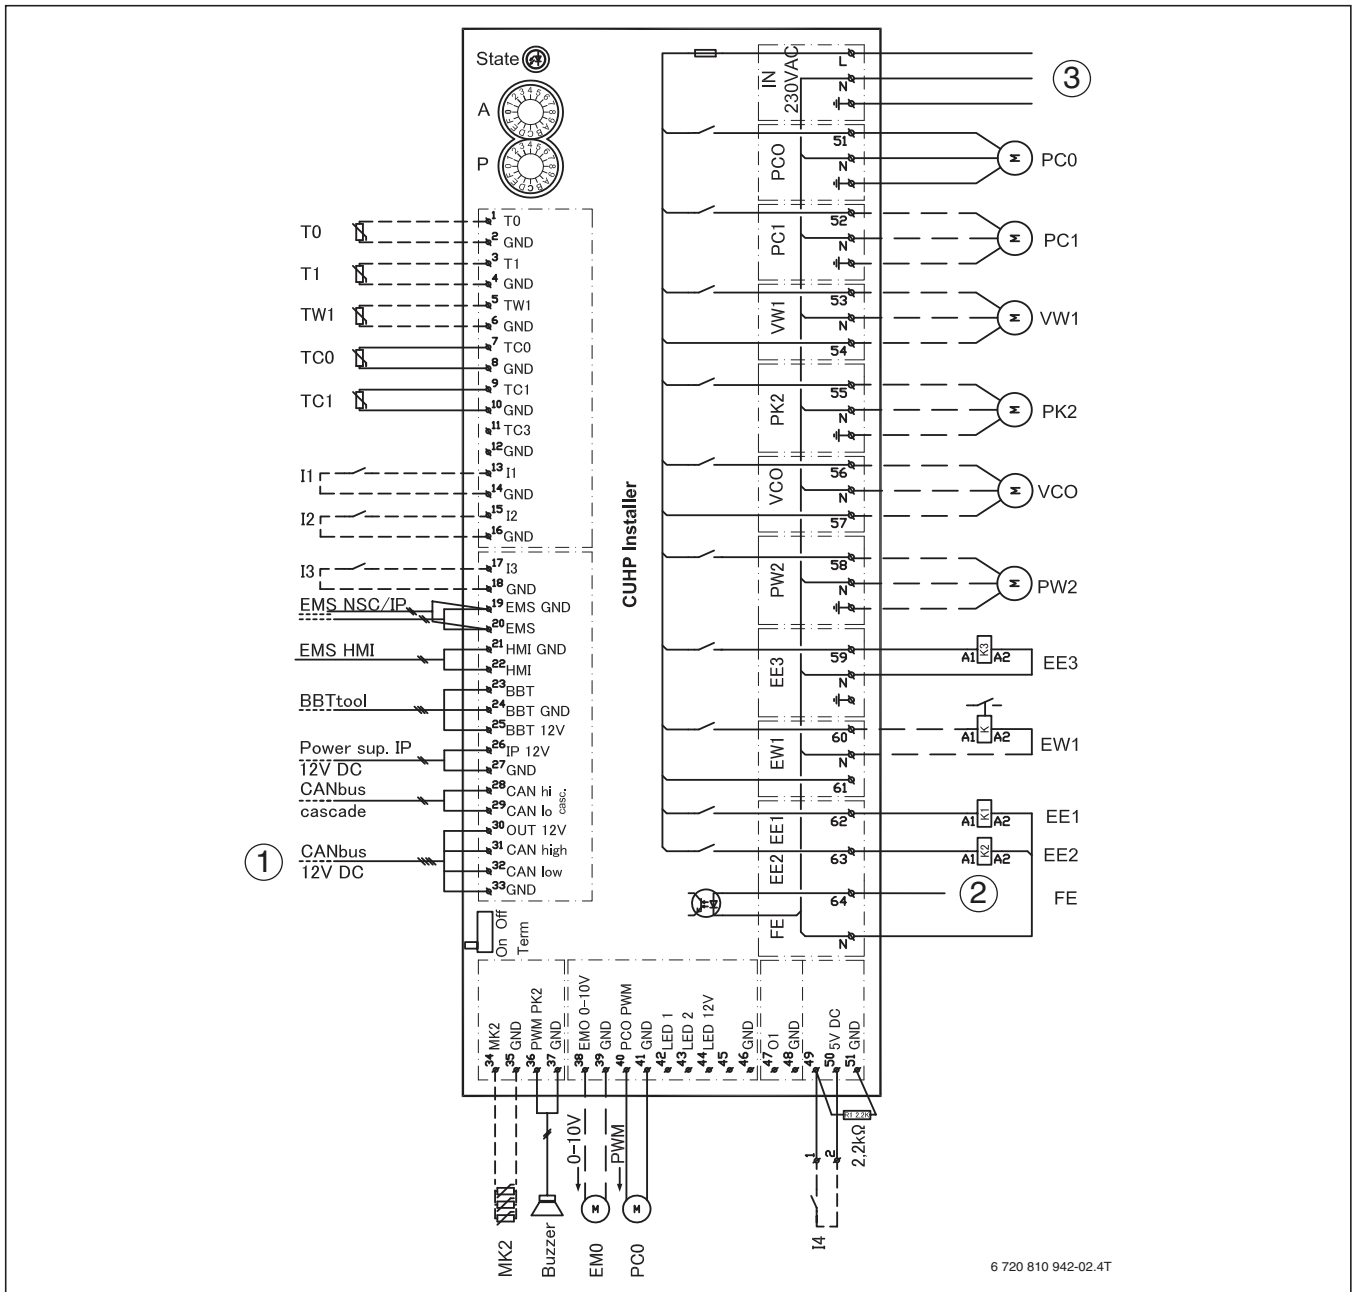 State
A
P
T0
1 T0
2 GND
T1
3 T1
4 GND
TW1
5 TW1
6 GND
TC0
7 TC0
8 GND
TC1
9 TC1
10 GND
11 TC3
12 GND
I1
13 I1
14 GND
I2
15 I2
16 GND
I3
17 I3
18 GND
EMS NSC/IP
19 EMS GND
20 EMS
EMS HMI
21 HMI GND
22 HMI
BBTtool
23 BBT
24 BBT GND
25 BBT 12V
Power sup. IP
12V DC
26 IP 12V
27 GND
CANbus
cascade
28 CAN hi
29 CAN lo
casc.
1
CANbus
12V DC
30 OUT 12V
31 CAN high
32 CAN low
33 GND
On Off
Term
CUHP Installer
IN
230VAC
L
N
3
PCO
51
N
M
PC0
PC1
52
N
M
PC1
VW1
53
N
54
M
VW1
PK2
55
N
M
PK2
VCO
56
N
57
M
VCO
PW2
58
N
M
PW2
EE3
59
N
A1 K3 A2
EE3
EW1
60
N
61
A1 K A2
EW1
EE1
62
A1 K1 A2
EE1
EE2
63
A1 K2 A2
EE2
FE
64
N
2
FE
34 MK2
35 GND
36 PWM PK2
37 GND
38 EMO 0-10V
39 GND
40 PCO PWM
41 GND
42 LED 1
43 LED 2
44 LED 12V
45
46 GND
47 O1
48 GND
49
50 5V DC
51 GND
0-10V
PWM
R1 2.2K
2,2kΩ
1
2
M
M
MK2
Buzzer
EM0
PC0
I4
6 720 810 942-02.4T